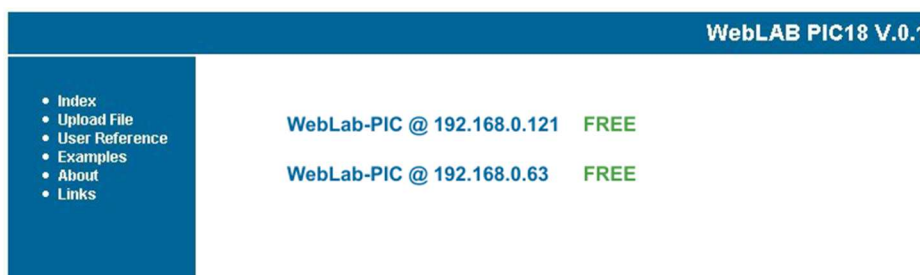 WebLAB PIC18 V.0.1
Index
Upload File
User Reference
Examples
About
Links
WebLab-PIC @ 192.168.0.121 FREE
WebLab-PIC @ 192.168.0.63 FREE